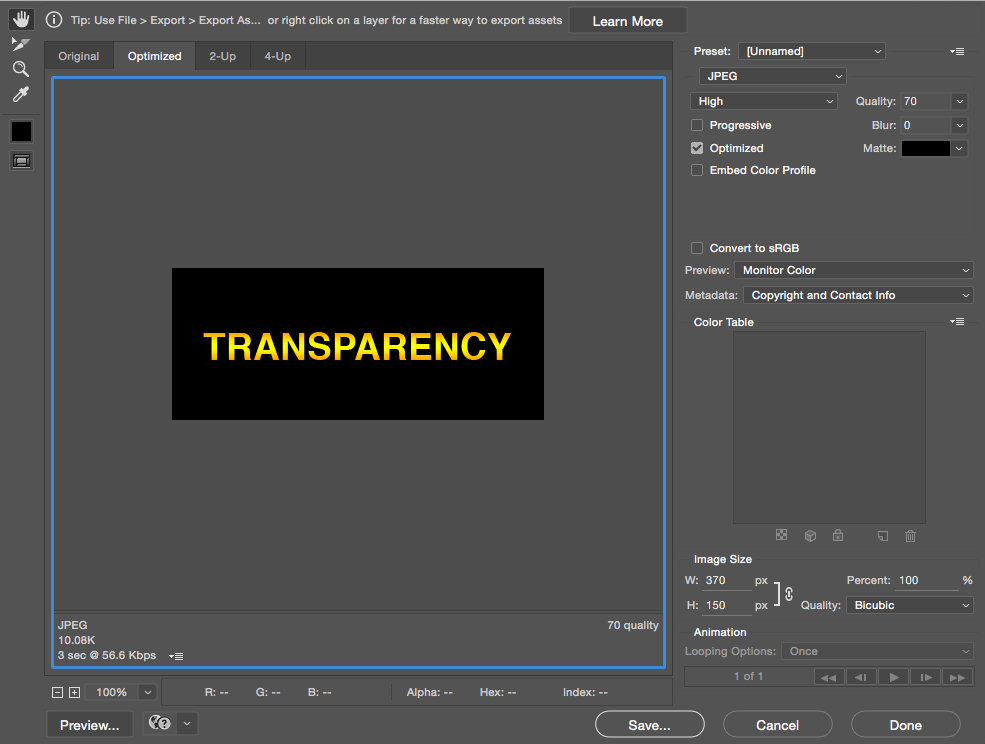 Tip: Use File > Export > Export As... or right click on a layer for a faster way to export assets
Learn More
Original
Optimized
2-Up
4-Up
Preset: [Unnamed]
JPEG
High
Quality: 70
Progressive
Blur: 0
Optimized
Matte:
Embed Color Profile
Convert to sRGB
Preview: Monitor Color
Metadata: Copyright and Contact Info
Color Table
TRANSPARENCY
Image Size
W: 370 px
Percent: 100 %
H: 150 px
Quality: Bicubic
Animation
Looping Options: Once
1 of 1
JPEG
70 quality
10.08K
3 sec @ 56.6 Kbps
100%
R: --
G: --
B: --
Alpha: --
Hex: --
Index: --
Preview...
Save...
Cancel
Done